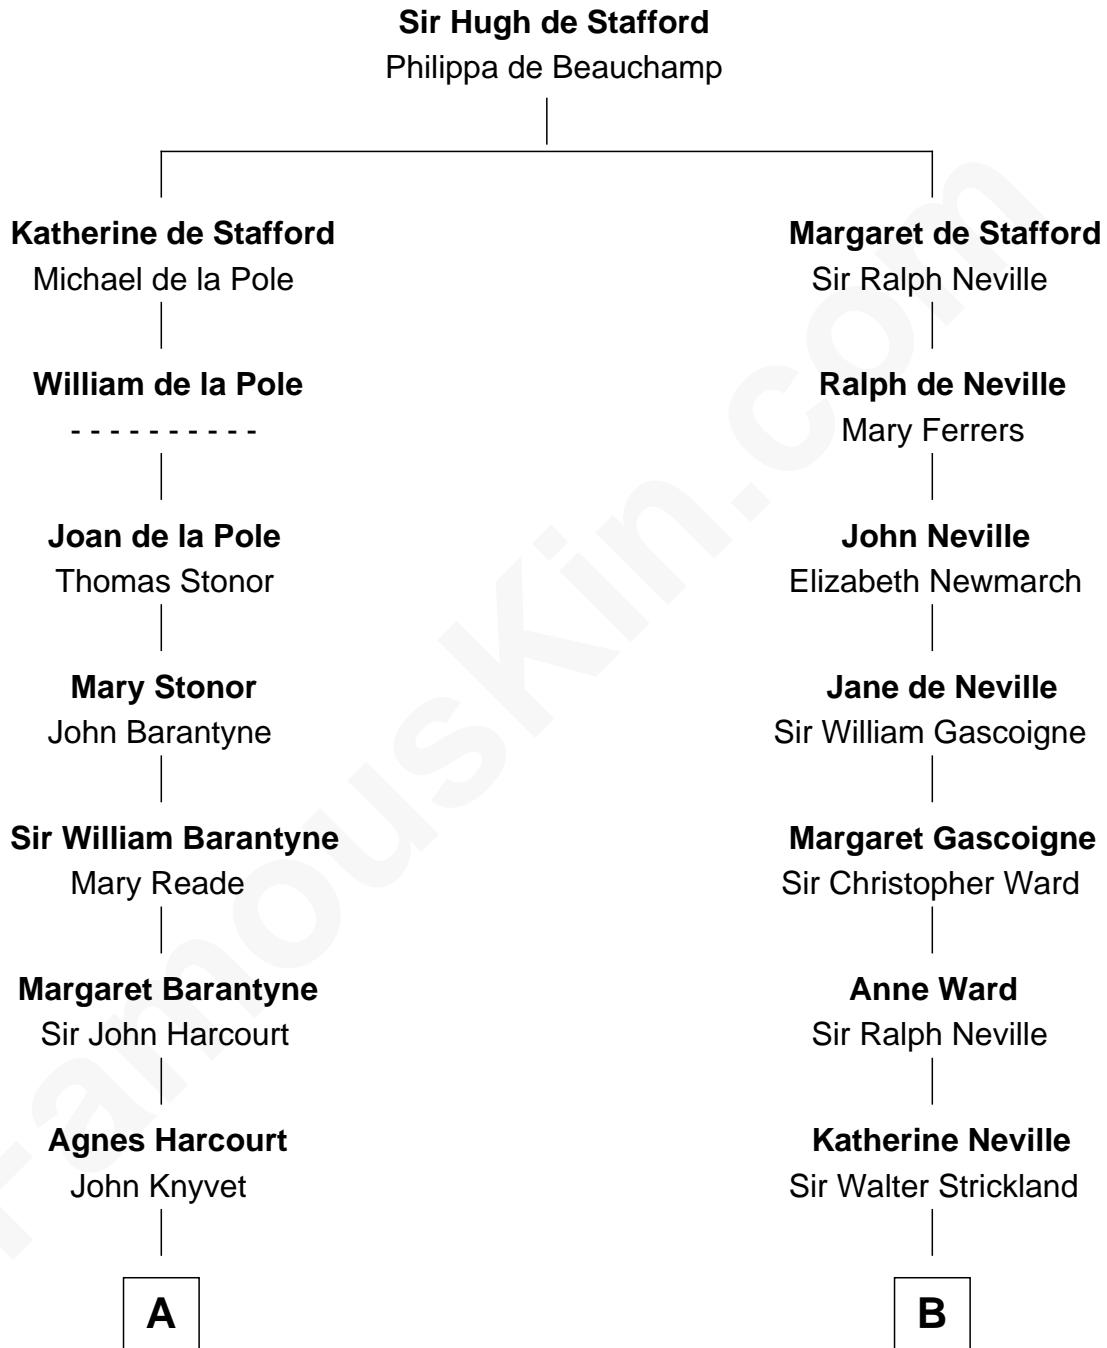 Sir Hugh de Stafford
Philippa de Beauchamp
Katherine de Stafford
Michael de la Pole
Margaret de Stafford
Sir Ralph Neville
William de la Pole
- - - - - - - - - -
Ralph de Neville
Mary Ferrers
Joan de la Pole
Thomas Stonor
John Neville
Elizabeth Newmarch
Mary Stonor
John Barantyne
Jane de Neville
Sir William Gascoigne
Sir William Barantyne
Mary Reade
Margaret Gascoigne
Sir Christopher Ward
Margaret Barantyne
Sir John Harcourt
Anne Ward
Sir Ralph Neville
Agnes Harcourt
John Knyvet
Katherine Neville
Sir Walter Strickland
A
B
FamousKin.com